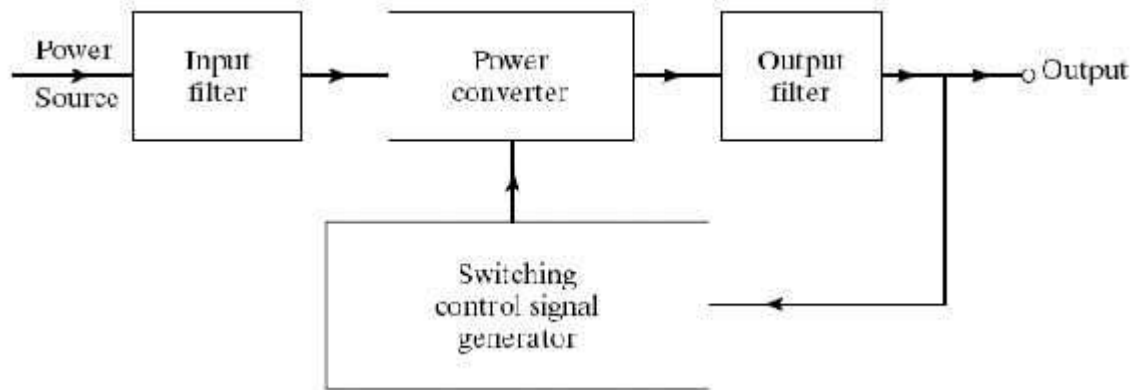 Power
Source
Input
filter
Power
converter
Output
filter
Output
Switching
control signal
generator